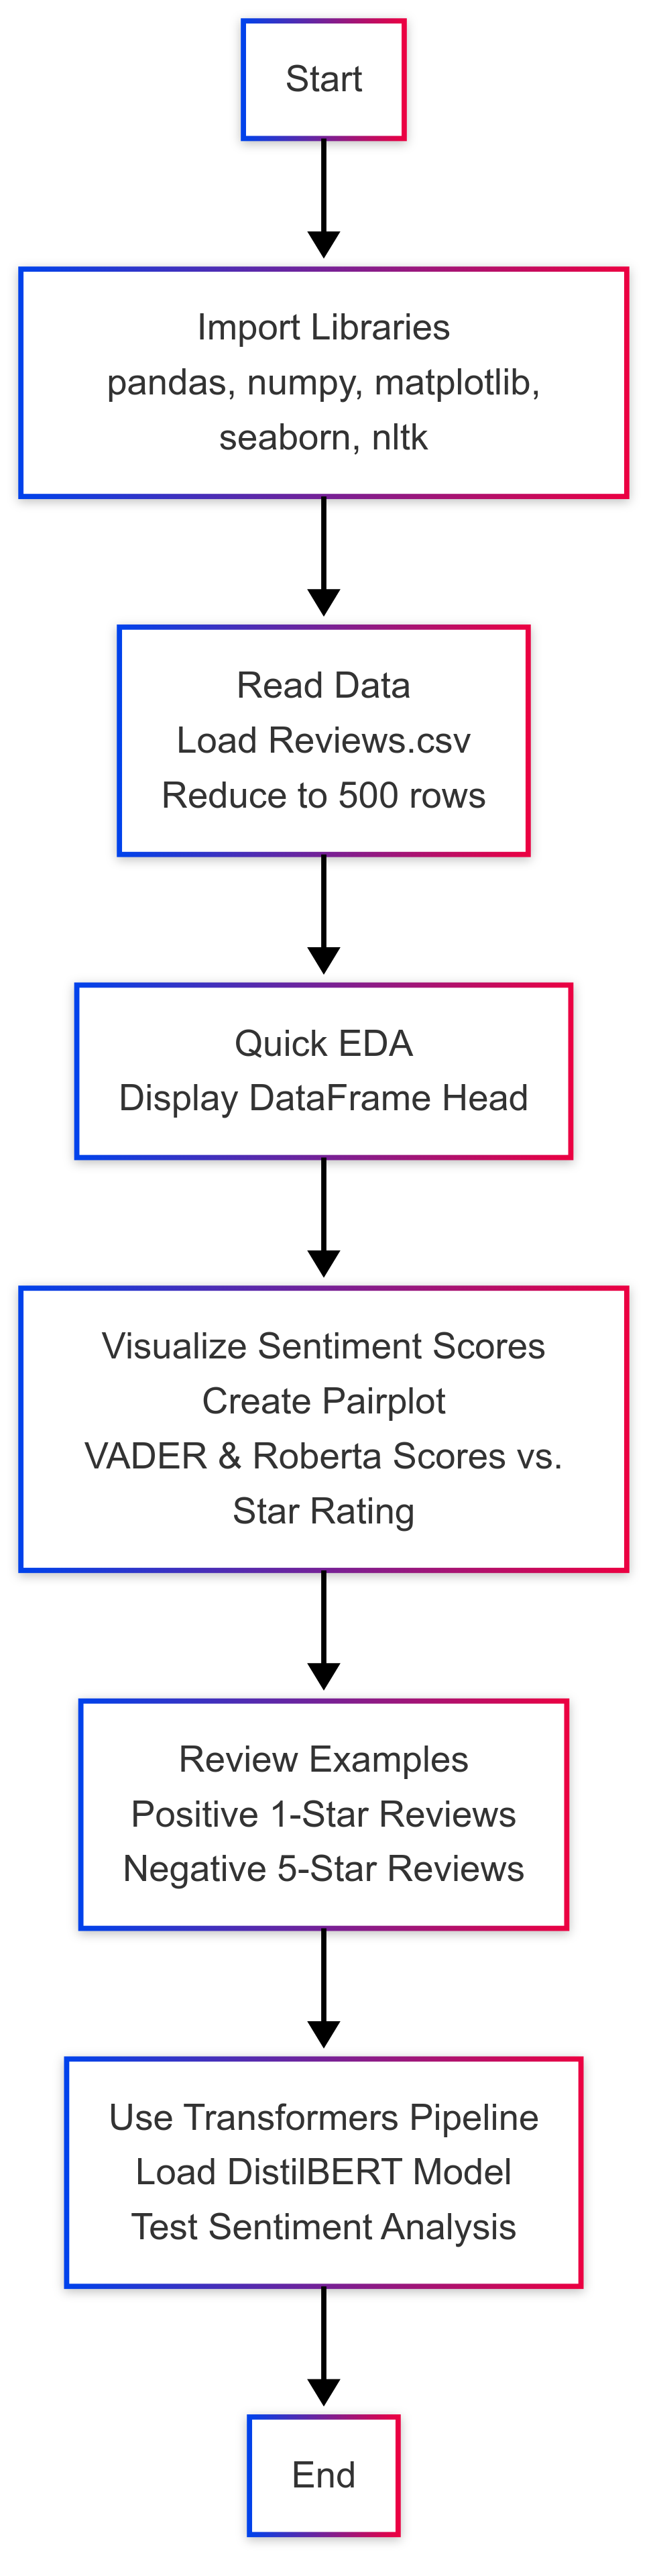 Start
Import Libraries
pandas, numpy, matplotlib,
seaborn, nltk
Read Data
Load Reviews.csv
Reduce to 500 rows
Quick EDA
Display DataFrame Head
Visualize Sentiment Scores
Create Pairplot
VADER & Roberta Scores vs.
Star Rating
Review Examples
Positive 1-Star Reviews
Negative 5-Star Reviews
Use Transformers Pipeline
Load DistilBERT Model
Test Sentiment Analysis
End